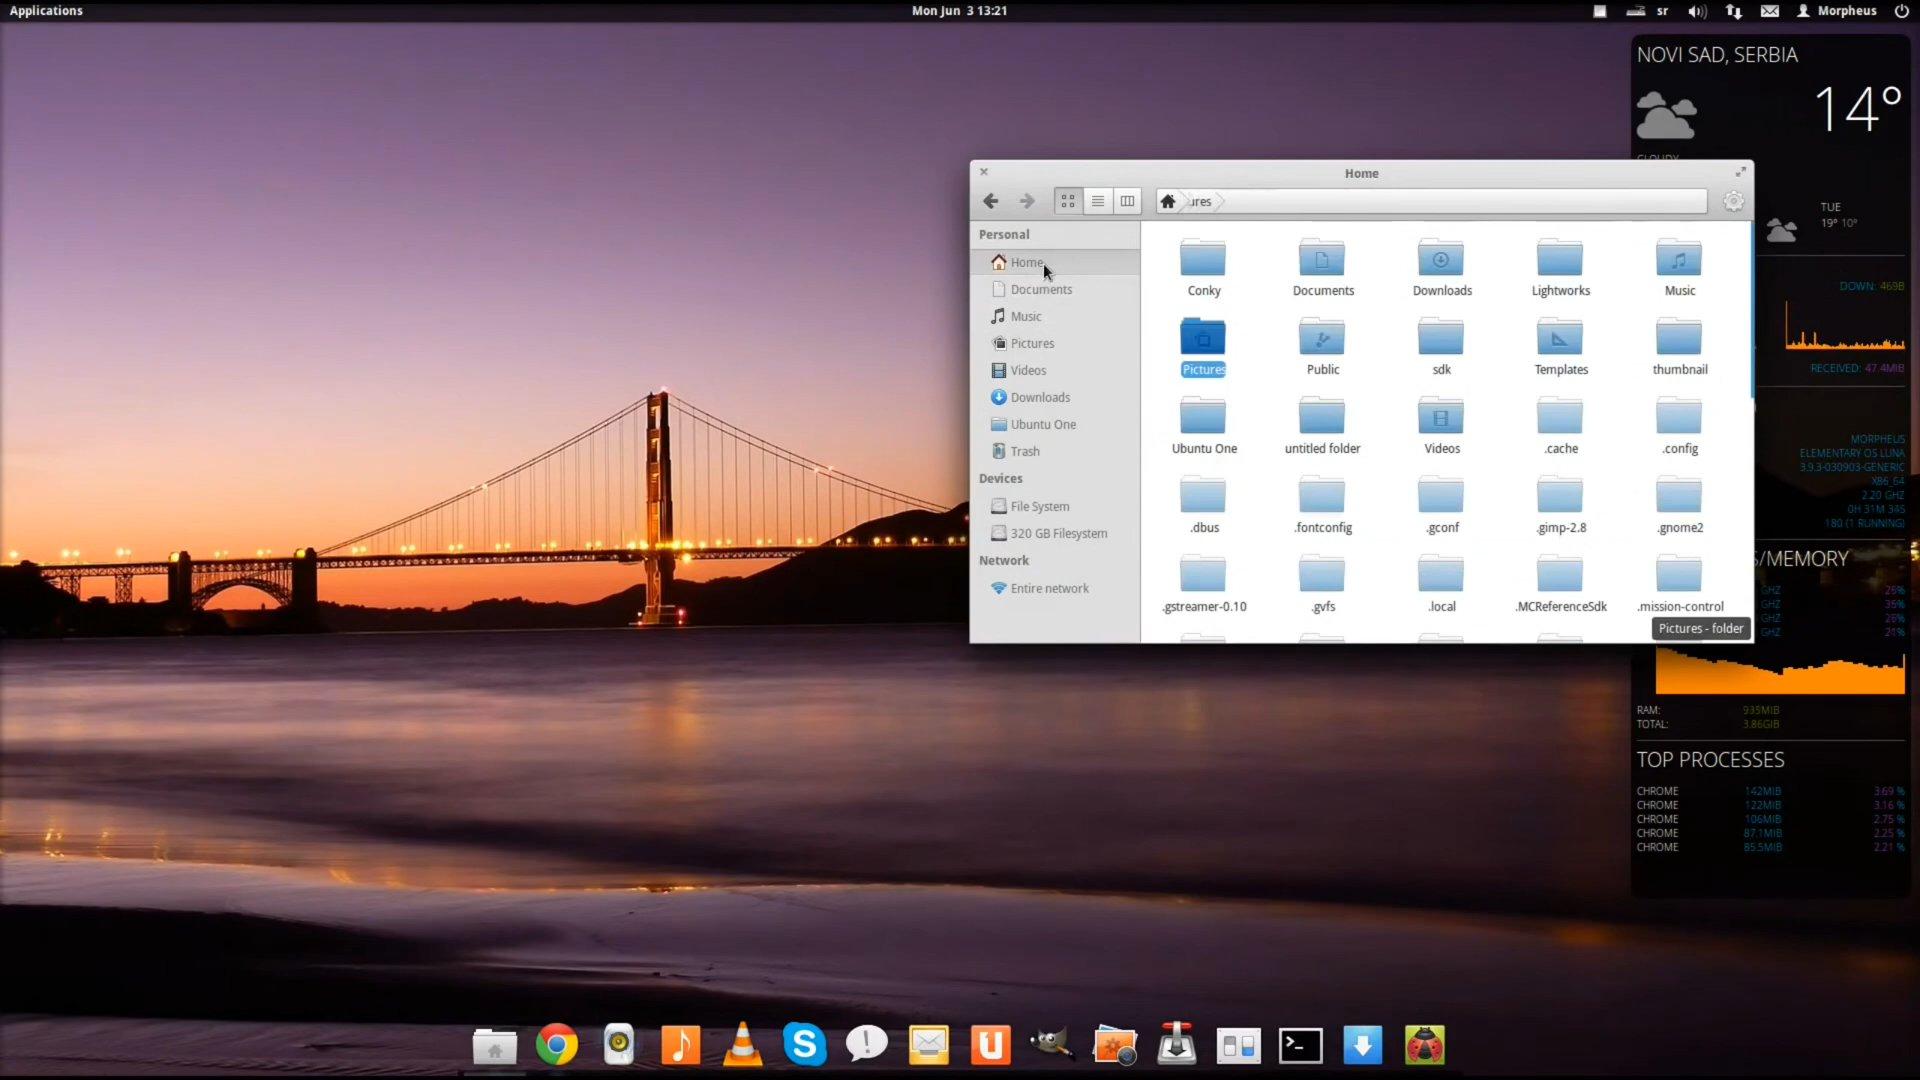 Applications
Mon Jun 3 13:21
sr
Morpheus
NOVI SAD, SERBIA
14°
CLOUDY
TUE
19° 10°
DOWN: 469B
RECEIVED: 47.4MIB
MORPHEUS
ELEMENTARY OS LUNA
3.9.3-030903-GENERIC
X86_64
2.20 GHZ
0H 31M 34S
180 (1 RUNNING)
S/MEMORY
GHZ 26%
GHZ 35%
GHZ 26%
GHZ 21%
RAM: 935MIB
TOTAL: 3.86GIB
TOP PROCESSES
CHROME 142MIB 3.69 %
CHROME 122MIB 3.16 %
CHROME 106MIB 2.75 %
CHROME 87.1MIB 2.25 %
CHROME 85.5MIB 2.21 %
Home
ures
Personal
Home
Documents
Music
Pictures
Videos
Downloads
Ubuntu One
Trash
Devices
File System
320 GB Filesystem
Network
Entire network
Conky Documents Downloads Lightworks Music
Pictures Public sdk Templates thumbnail
Ubuntu One untitled folder Videos .cache .config
.dbus .fontconfig .gconf .gimp-2.8 .gnome2
.gstreamer-0.10 .gvfs .local .MCReferenceSdk .mission-control
Pictures - folder